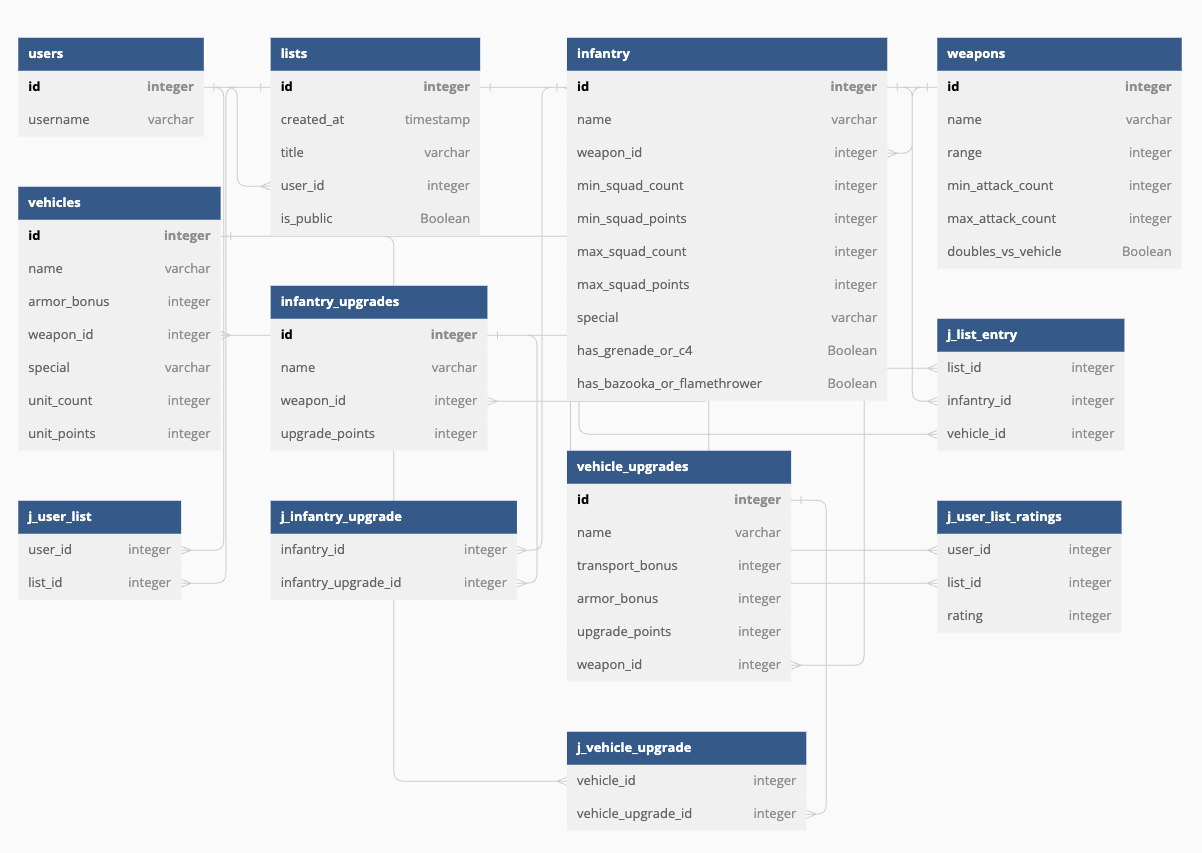 users
id integer
username varchar
lists
id integer
created_at timestamp
title varchar
user_id integer
is_public Boolean
infantry
id integer
name varchar
weapon_id integer
min_squad_count integer
min_squad_points integer
max_squad_count integer
max_squad_points integer
special varchar
has_grenade_or_c4 Boolean
has_bazooka_or_flamethrower Boolean
weapons
id integer
name varchar
range integer
min_attack_count integer
max_attack_count integer
doubles_vs_vehicle Boolean
vehicles
id integer
name varchar
armor_bonus integer
weapon_id integer
special varchar
unit_count integer
unit_points integer
infantry_upgrades
id integer
name varchar
weapon_id integer
upgrade_points integer
j_list_entry
list_id integer
infantry_id integer
vehicle_id integer
vehicle_upgrades
id integer
name varchar
transport_bonus integer
armor_bonus integer
upgrade_points integer
weapon_id integer
j_user_list
user_id integer
list_id integer
j_infantry_upgrade
infantry_id integer
infantry_upgrade_id integer
j_user_list_ratings
user_id integer
list_id integer
rating integer
j_vehicle_upgrade
vehicle_id integer
vehicle_upgrade_id integer